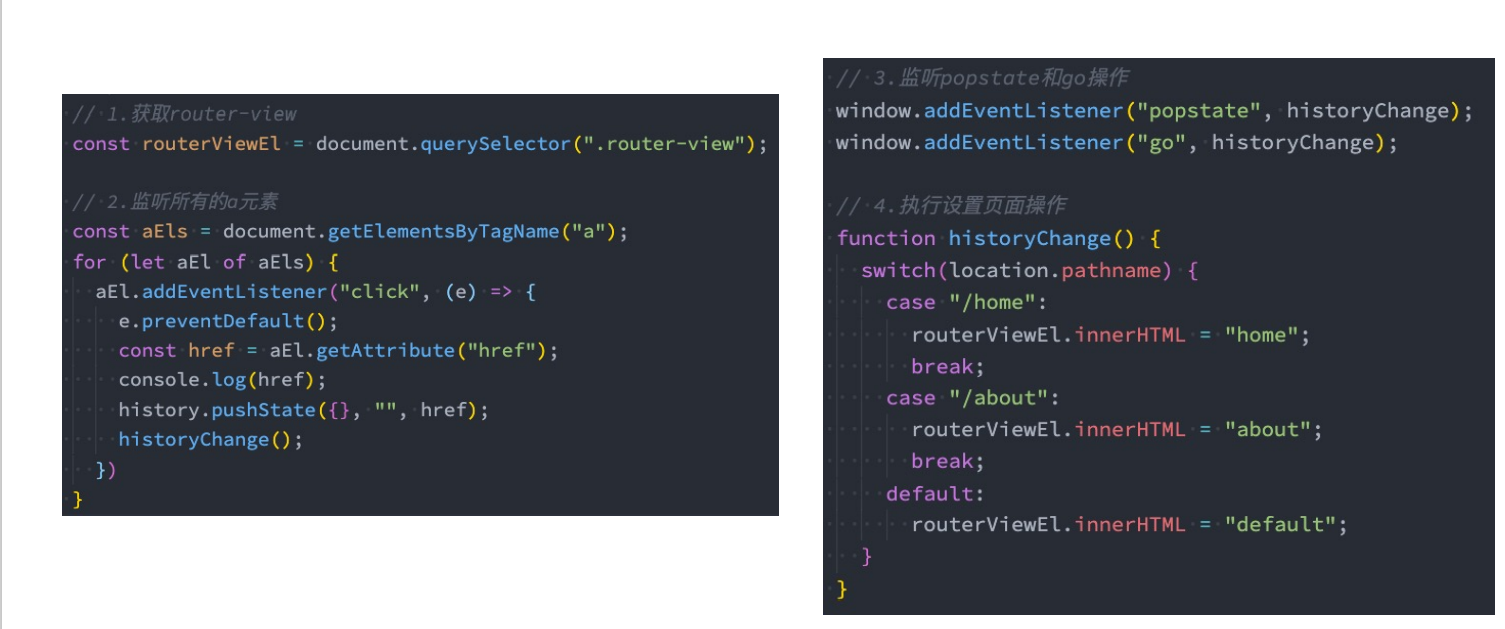 // 1.获取router-view
const routerViewEl = document.querySelector(".router-view");
// 2.监听所有的a元素
const aEls = document.getElementsByTagName("a");
for (let aEl of aEls) {
aEl.addEventListener("click", (e) => {
e.preventDefault();
const href = aEl.getAttribute("href");
console.log(href);
history.pushState({}, "", href);
historyChange();
})
}
// 3.监听popstate和go操作
window.addEventListener("popstate", historyChange);
window.addEventListener("go", historyChange);
// 4.执行设置页面操作
function historyChange() {
switch(location.pathname) {
case "/home":
routerViewEl.innerHTML = "home";
break;
case "/about":
routerViewEl.innerHTML = "about";
break;
default:
routerViewEl.innerHTML = "default";
}
}